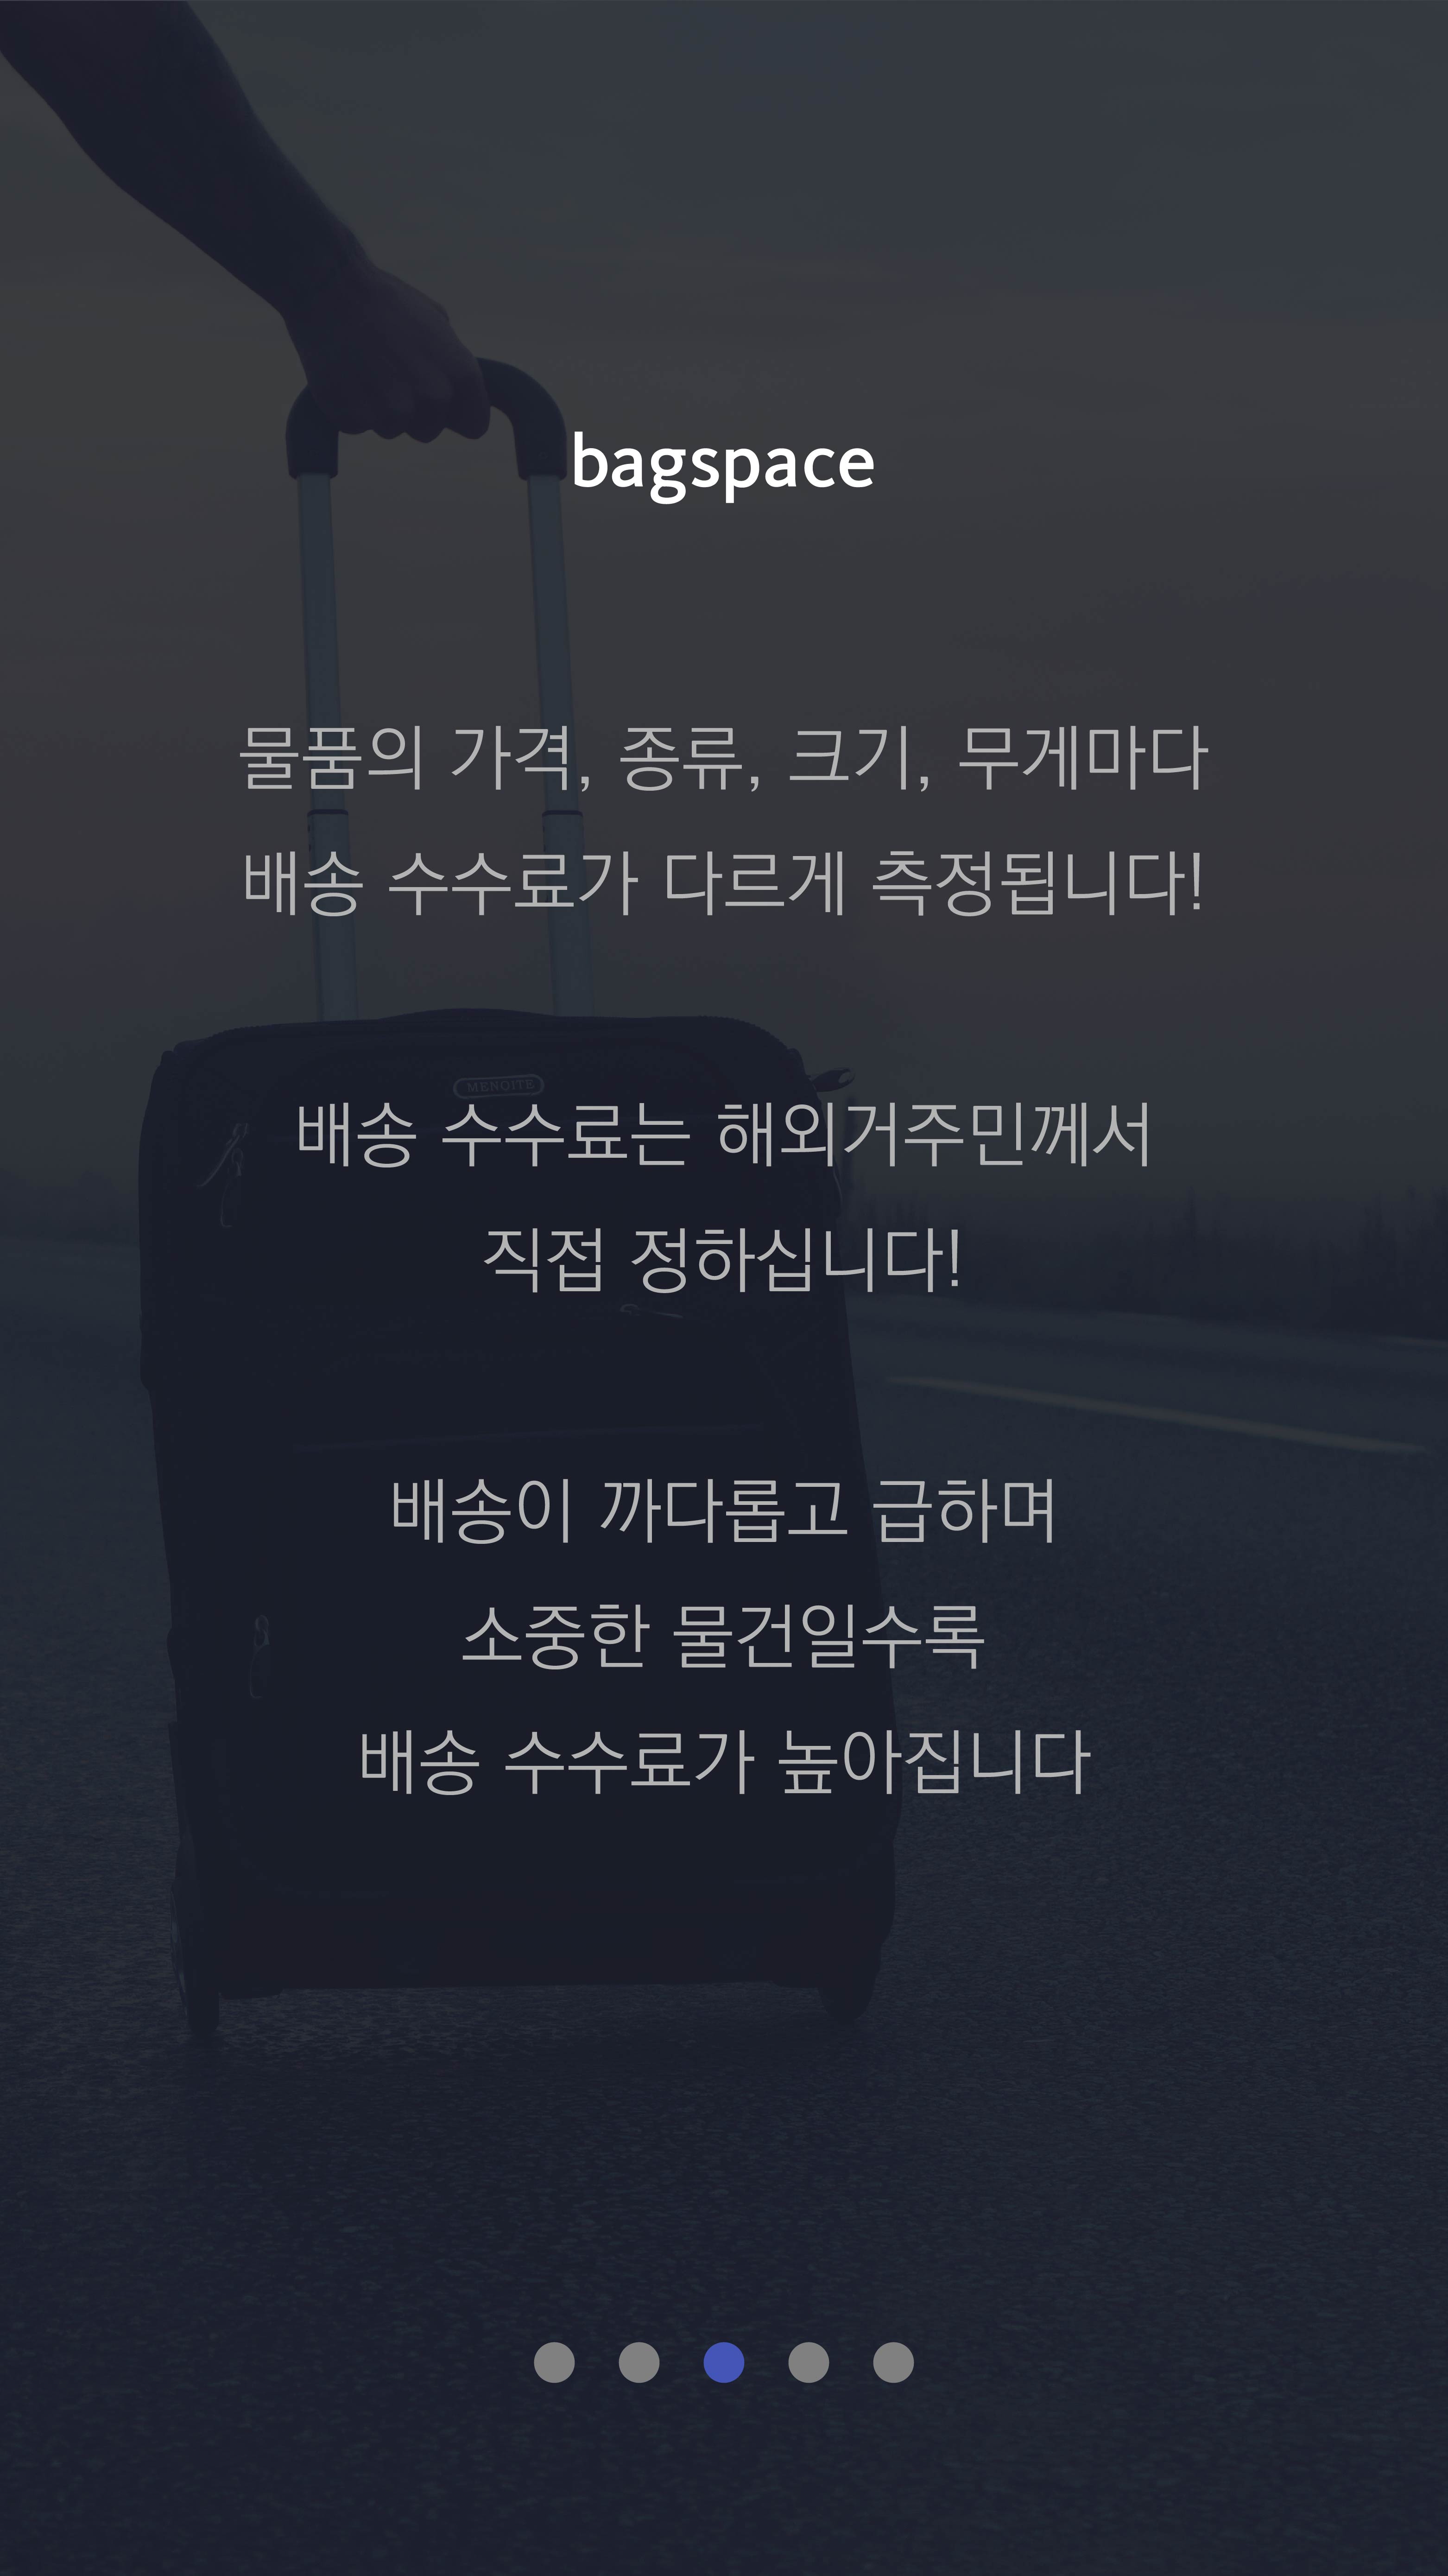 bagspace
물품의 가격, 종류, 크기, 무게마다
배송 수수료가 다르게 측정됩니다!
MENOITE
배송 수수료는 해외거주민께서
직접 정하십니다!
배송이 까다롭고 급하며
소중한 물건일수록
배송 수수료가 높아집니다